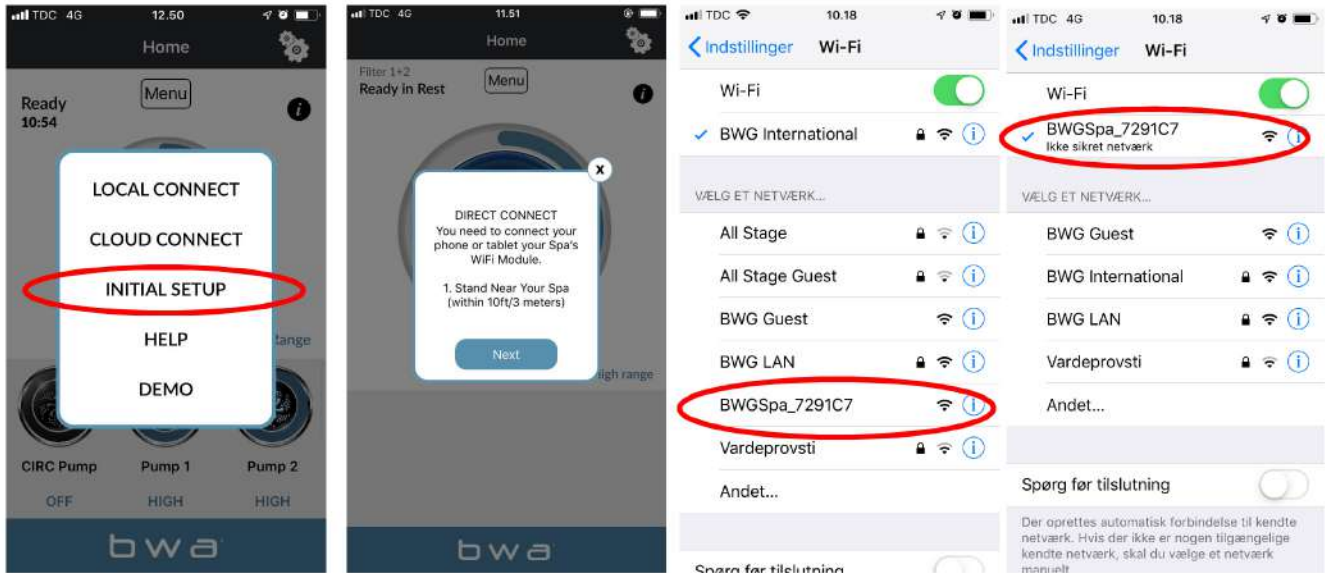 TDC 4G 12.50
Home
Menu
Ready
10:54
LOCAL CONNECT
CLOUD CONNECT
INITIAL SETUP
HELP
DEMO
CIRC Pump Pump 1 Pump 2
OFF HIGH HIGH
bwa
TDC 4G 11.51
Home
Filter 1+2
Ready in Rest
Menu
X
DIRECT CONNECT
You need to connect your
phone or tablet your Spa's
WiFi Module.
1. Stand Near Your Spa
(within 10ft/3 meters)
Next
high range
bwa
TDC 10.18
Indstillinger Wi-Fi
Wi-Fi
BWG International
VÆLG ET NETVÆRK...
All Stage
All Stage Guest
BWG Guest
BWG LAN
BWGSpa_7291C7
Vardeprovsti
Andet...
Spørg før tilslutning
TDC 4G 10.18
Indstillinger Wi-Fi
Wi-Fi
BWGSpa_7291C7
Ikke sikret netværk
VÆLG ET NETVÆRK...
BWG Guest
BWG International
BWG LAN
Vardeprovsti
Andet...
Spørg før tilslutning
Der oprettes automatisk forbindelse til kendte
netværk. Hvis der ikke er nogen tilgængelige
kendte netværk, skal du vælge et netværk
manuelt